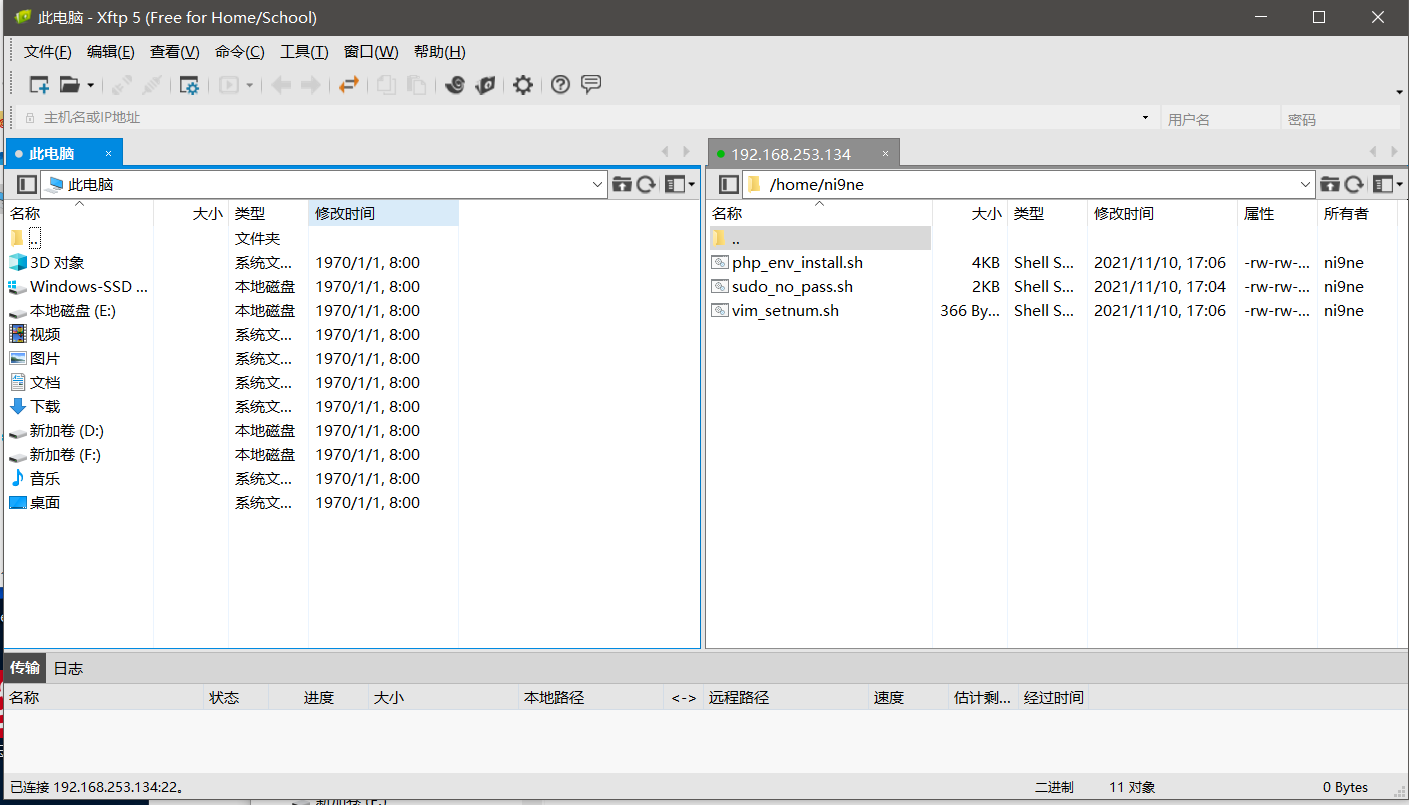 此电脑 - Xftp 5 (Free for Home/School)
文件(F) 编辑(E) 查看(V) 命令(C) 工具(T) 窗口(W) 帮助(H)
主机名或IP地址 用户名 密码
此电脑 × 192.168.253.134 ×
此电脑 /home/ni9ne
名称 大小 类型 修改时间 名称 大小 类型 修改时间 属性 所有者
.. 文件夹 ..
3D 对象 系统文... 1970/1/1, 8:00 php_env_install.sh 4KB Shell S... 2021/11/10, 17:06 -rw-rw-... ni9ne
Windows-SSD ... 本地磁盘 1970/1/1, 8:00 sudo_no_pass.sh 2KB Shell S... 2021/11/10, 17:04 -rw-rw-... ni9ne
本地磁盘 (E:) 本地磁盘 1970/1/1, 8:00 vim_setnum.sh 366 By... Shell S... 2021/11/10, 17:06 -rw-rw-... ni9ne
视频 系统文... 1970/1/1, 8:00
图片 系统文... 1970/1/1, 8:00
文档 系统文... 1970/1/1, 8:00
下载 系统文... 1970/1/1, 8:00
新加卷 (D:) 本地磁盘 1970/1/1, 8:00
新加卷 (F:) 本地磁盘 1970/1/1, 8:00
音乐 系统文... 1970/1/1, 8:00
桌面 系统文... 1970/1/1, 8:00
传输 日志
名称 状态 进度 大小 本地路径 <-> 远程路径 速度 估计剩... 经过时间
已连接 192.168.253.134:22。 二进制 11 对象 0 Bytes